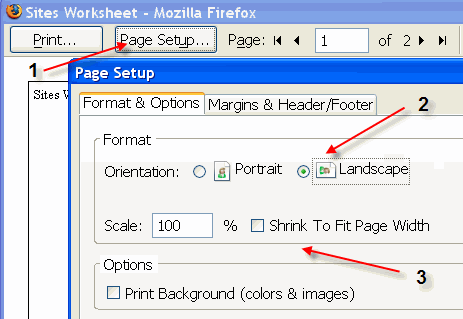 Sites Worksheet - Mozilla Firefox
Print... Page Setup... Page: 1 of 2
1
Page Setup
Sites W
Format & Options Margins & Header/Footer
2
Format
Orientation: Portrait Landscape
Scale: 100 % Shrink To Fit Page Width
3
Options
Print Background (colors & images)